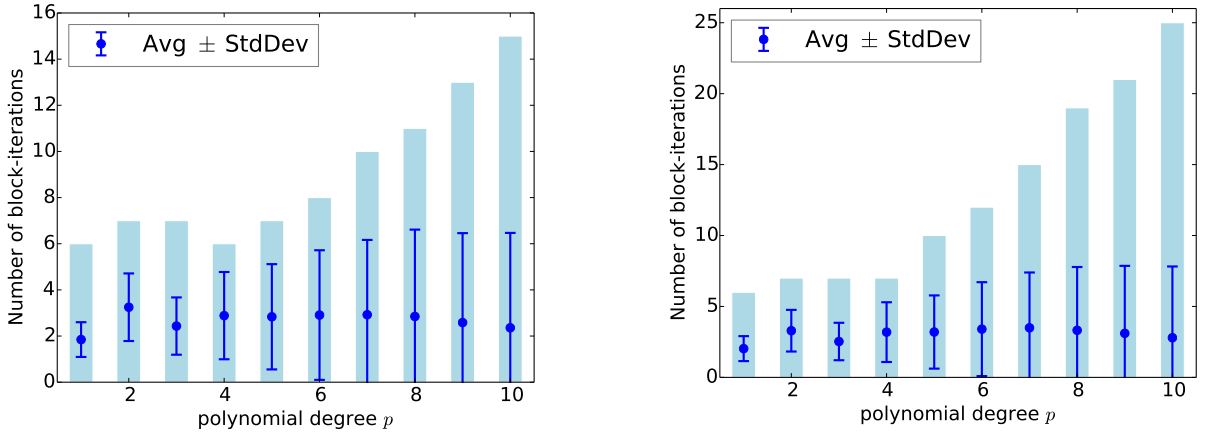 Avg ± StdDev
Number of block-iterations
16
14
12
10
8
6
4
2
0
2 4 6 8 10
polynomial degree p
Avg ± StdDev
Number of block-iterations
25
20
15
10
5
0
2 4 6 8 10
polynomial degree p